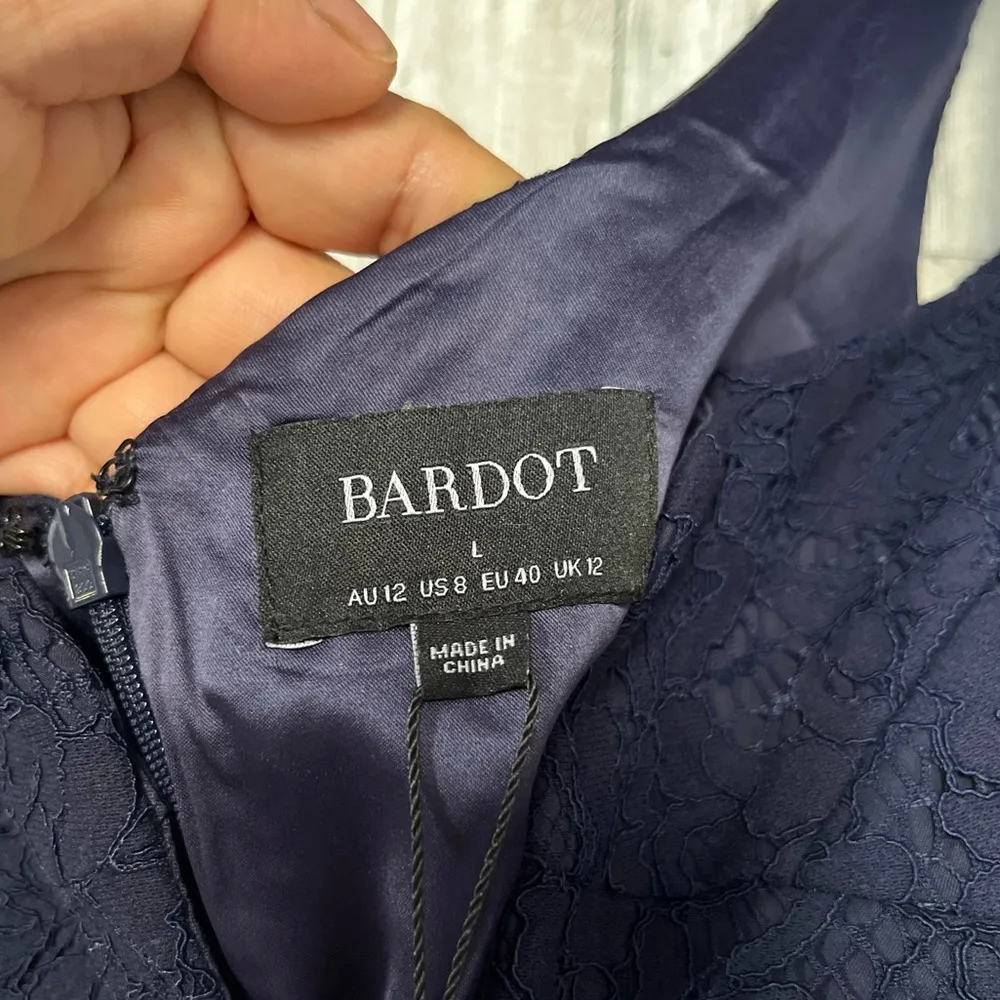 BARDOT
L
AU 12 US 8 EU 40 UK 12
MADE IN
CHINA